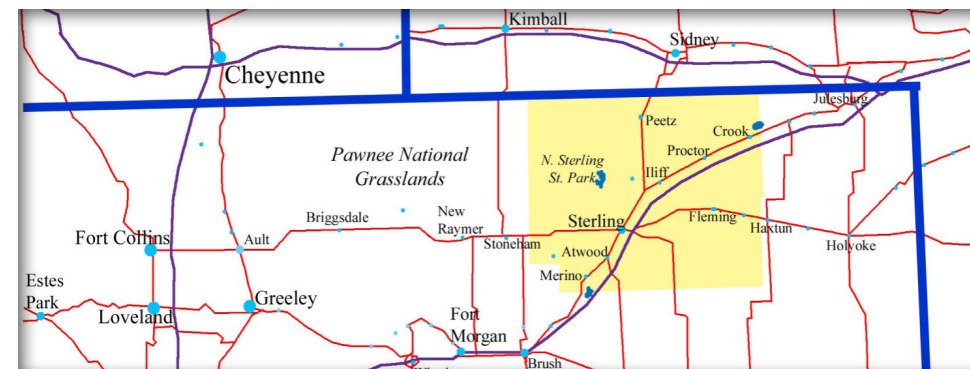 Kimball
Sidney
Cheyenne
Julesburg
Peetz
Crook
Proctor
Pawnee National
Grasslands
N. Sterling
St. Park
Iliff
Briggsdale
New
Raymer
Sterling
Fleming
Haxtun
Fort Collins
Ault
Stoneham
Holyoke
Atwood
Merino
Estes
Park
Greeley
Loveland
Fort
Morgan
Brush